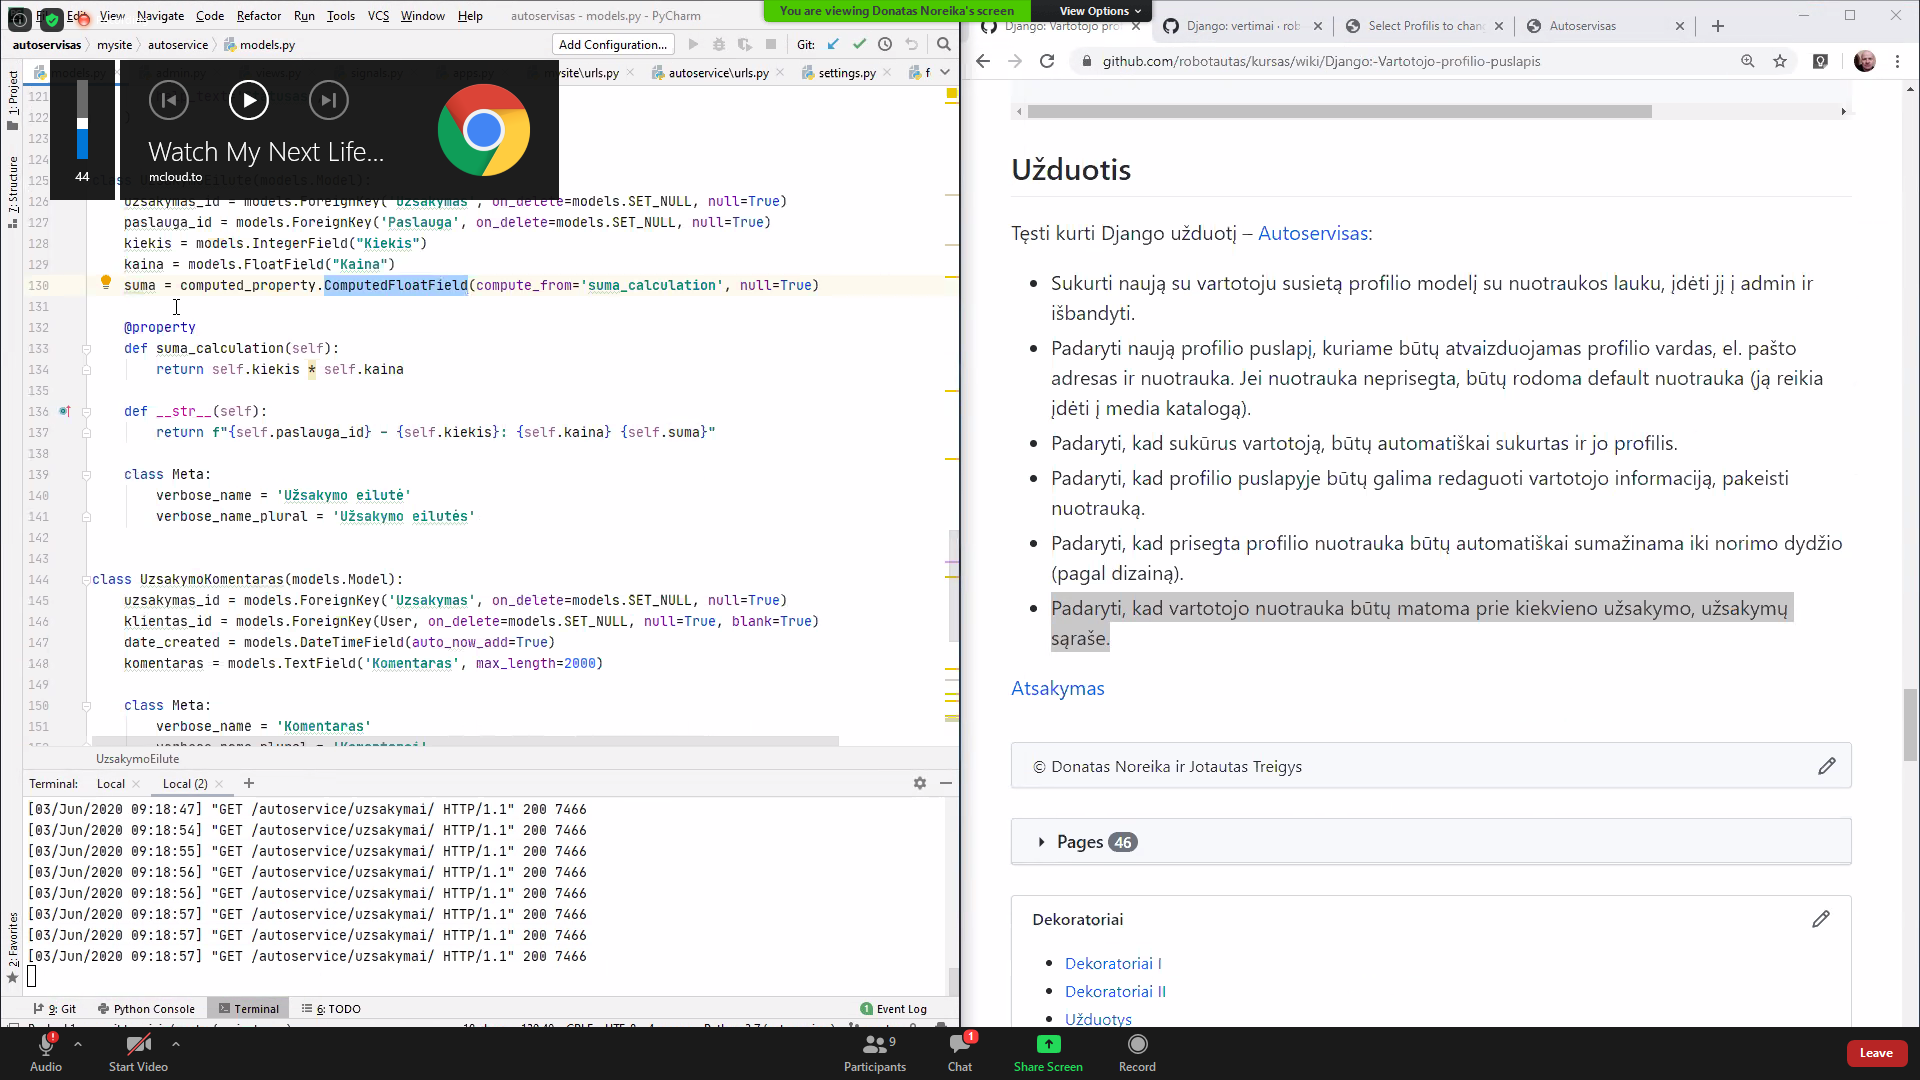 File Edit View Navigate Code Refactor Run Tools VCS Window Help autoservisas - models.py - PyCharm
You are viewing Donatas Noreika's screen View Options
Django: Vartotojo pro Django: vertimai · rob Select Profilis to chang Autoservisas
autoservisas mysite autoservice models.py Add Configuration... Git:
github.com/robotautas/kursas/wiki/Django:-Vartotojo-profilio-puslapis
mysite\urls.py autoservice\urls.py settings.py f
Watch My Next Life...
mcloud.to
44
1: Project
7: Structure
2: Favorites
121
122
123
124
125 class UzsakymoEilute(models.Model):
126 uzsakymas_id = models.ForeignKey('Uzsakymas', on_delete=models.SET_NULL, null=True)
127 paslauga_id = models.ForeignKey('Paslauga', on_delete=models.SET_NULL, null=True)
128 kiekis = models.IntegerField("Kiekis")
129 kaina = models.FloatField("Kaina")
130 suma = computed_property.ComputedFloatField(compute_from='suma_calculation', null=True)
131
132 @property
133 def suma_calculation(self):
134 return self.kiekis * self.kaina
135
136 def __str__(self):
137 return f"{self.paslauga_id} - {self.kiekis}: {self.kaina} {self.suma}"
138
139 class Meta:
140 verbose_name = 'Užsakymo eilutė'
141 verbose_name_plural = 'Užsakymo eilutės'
142
143
144 class UzsakymoKomentaras(models.Model):
145 uzsakymas_id = models.ForeignKey('Uzsakymas', on_delete=models.SET_NULL, null=True)
146 klientas_id = models.ForeignKey(User, on_delete=models.SET_NULL, null=True, blank=True)
147 date_created = models.DateTimeField(auto_now_add=True)
148 komentaras = models.TextField('Komentaras', max_length=2000)
149
150 class Meta:
151 verbose_name = 'Komentaras'
UzsakymoEilute
Terminal: Local Local (2)
[03/Jun/2020 09:18:47] "GET /autoservice/uzsakymai/ HTTP/1.1" 200 7466
[03/Jun/2020 09:18:54] "GET /autoservice/uzsakymai/ HTTP/1.1" 200 7466
[03/Jun/2020 09:18:55] "GET /autoservice/uzsakymai/ HTTP/1.1" 200 7466
[03/Jun/2020 09:18:56] "GET /autoservice/uzsakymai/ HTTP/1.1" 200 7466
[03/Jun/2020 09:18:56] "GET /autoservice/uzsakymai/ HTTP/1.1" 200 7466
[03/Jun/2020 09:18:57] "GET /autoservice/uzsakymai/ HTTP/1.1" 200 7466
[03/Jun/2020 09:18:57] "GET /autoservice/uzsakymai/ HTTP/1.1" 200 7466
[03/Jun/2020 09:18:57] "GET /autoservice/uzsakymai/ HTTP/1.1" 200 7466
9: Git Python Console Terminal 6: TODO 1 Event Log
Užduotis
Tęsti kurti Django užduotį – Autoservisas:
Sukurti naują su vartotoju susietą profilio modelį su nuotraukos lauku, įdėti jį į admin ir
išbandyti.
Padaryti naują profilio puslapį, kuriame būtų atvaizduojamas profilio vardas, el. pašto
adresas ir nuotrauka. Jei nuotrauka neprisegta, būtų rodoma default nuotrauka (ją reikia
įdėti į media katalogą).
Padaryti, kad sukūrus vartotoją, būtų automatiškai sukurtas ir jo profilis.
Padaryti, kad profilio puslapyje būtų galima redaguoti vartotojo informaciją, pakeisti
nuotrauką.
Padaryti, kad prisegta profilio nuotrauka būtų automatiškai sumažinama iki norimo dydžio
(pagal dizainą).
Padaryti, kad vartotojo nuotrauka būtų matoma prie kiekvieno užsakymo, užsakymų
sąraše.
Atsakymas
© Donatas Noreika ir Jotautas Treigys
Pages 46
Dekoratoriai
Dekoratoriai I
Dekoratoriai II
Užduotys
Audio Start Video Participants 9 Chat 1 Share Screen Record Leave